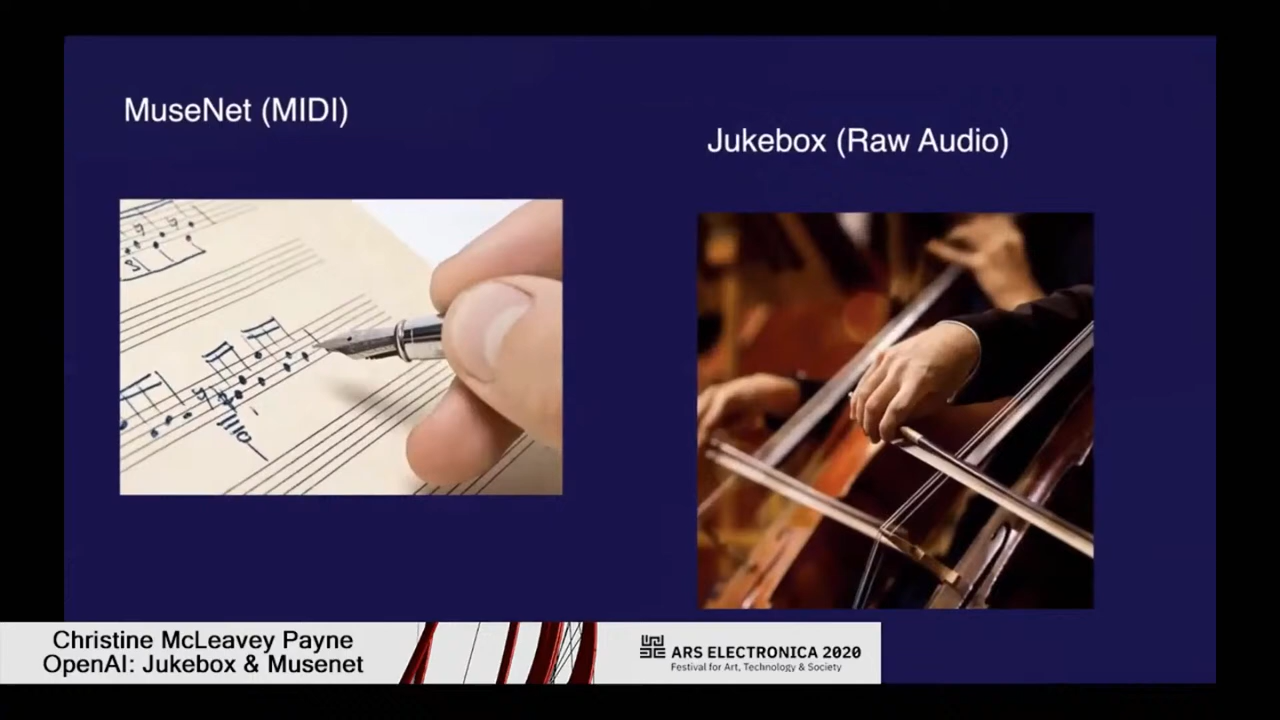 MuseNet (MIDI)
Jukebox (Raw Audio)
Christine McLeavey Payne
OpenAI: Jukebox & Musenet
ARS ELECTRONICA 2020
Festival for Art, Technology & Society